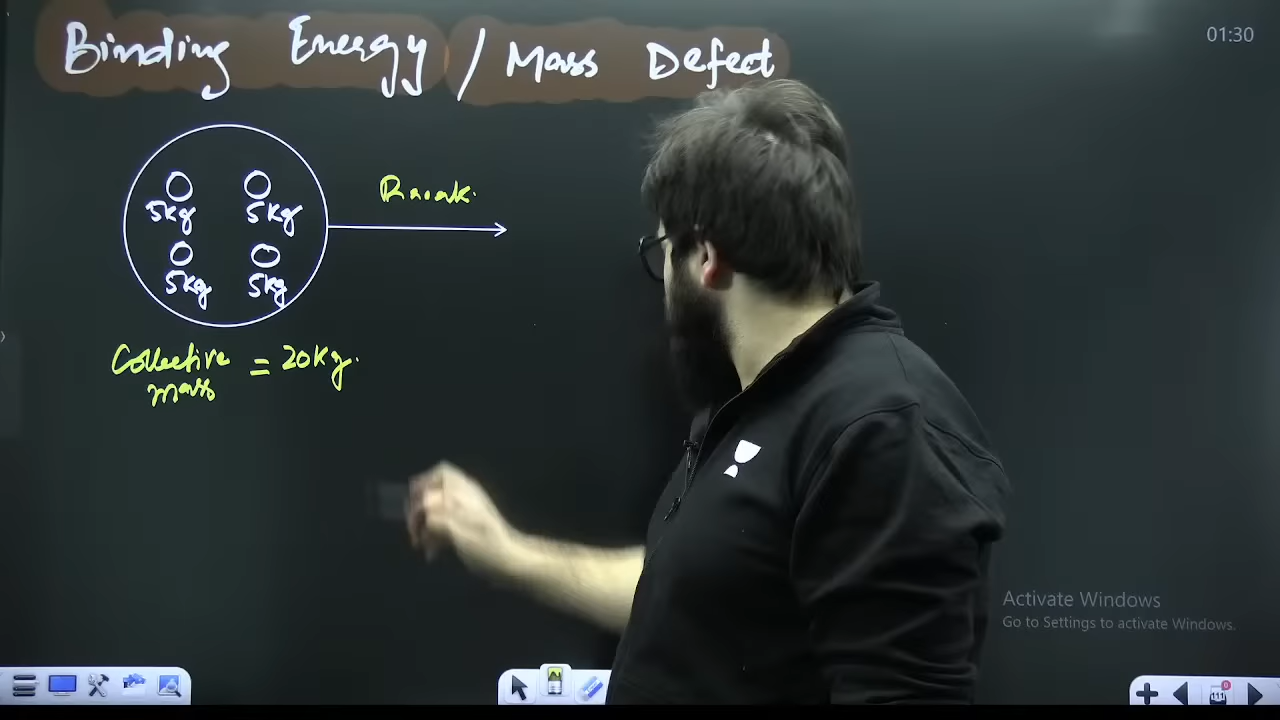 Binding Energy / Mass Defect
01:30
5kg 5kg
5kg 5kg
Break.
Collective mass = 20kg.
Activate Windows
Go to Settings to activate Windows.